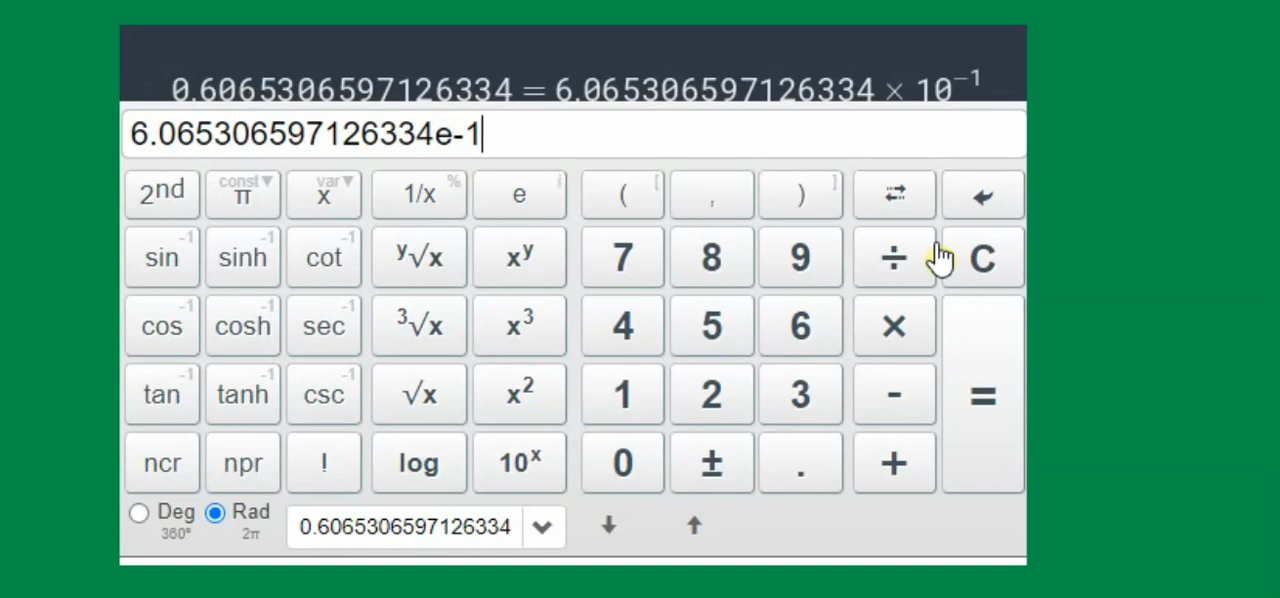 0.6065306597126334 = 6.065306597126334 × 10⁻¹
6.065306597126334e-1
2nd const▼ π var▼ x 1/x % e i ( [ , ) ] ⇄ ↩
sin -1 sinh -1 cot -1 ʸ√x xʸ 7 8 9 ÷ C
cos -1 cosh -1 sec -1 ³√x x³ 4 5 6 ×
tan -1 tanh -1 csc -1 √x x² 1 2 3 - =
ncr npr ! log 10ˣ 0 ± . +
Deg 360° Rad 2π 0.6065306597126334 ↓ ↑